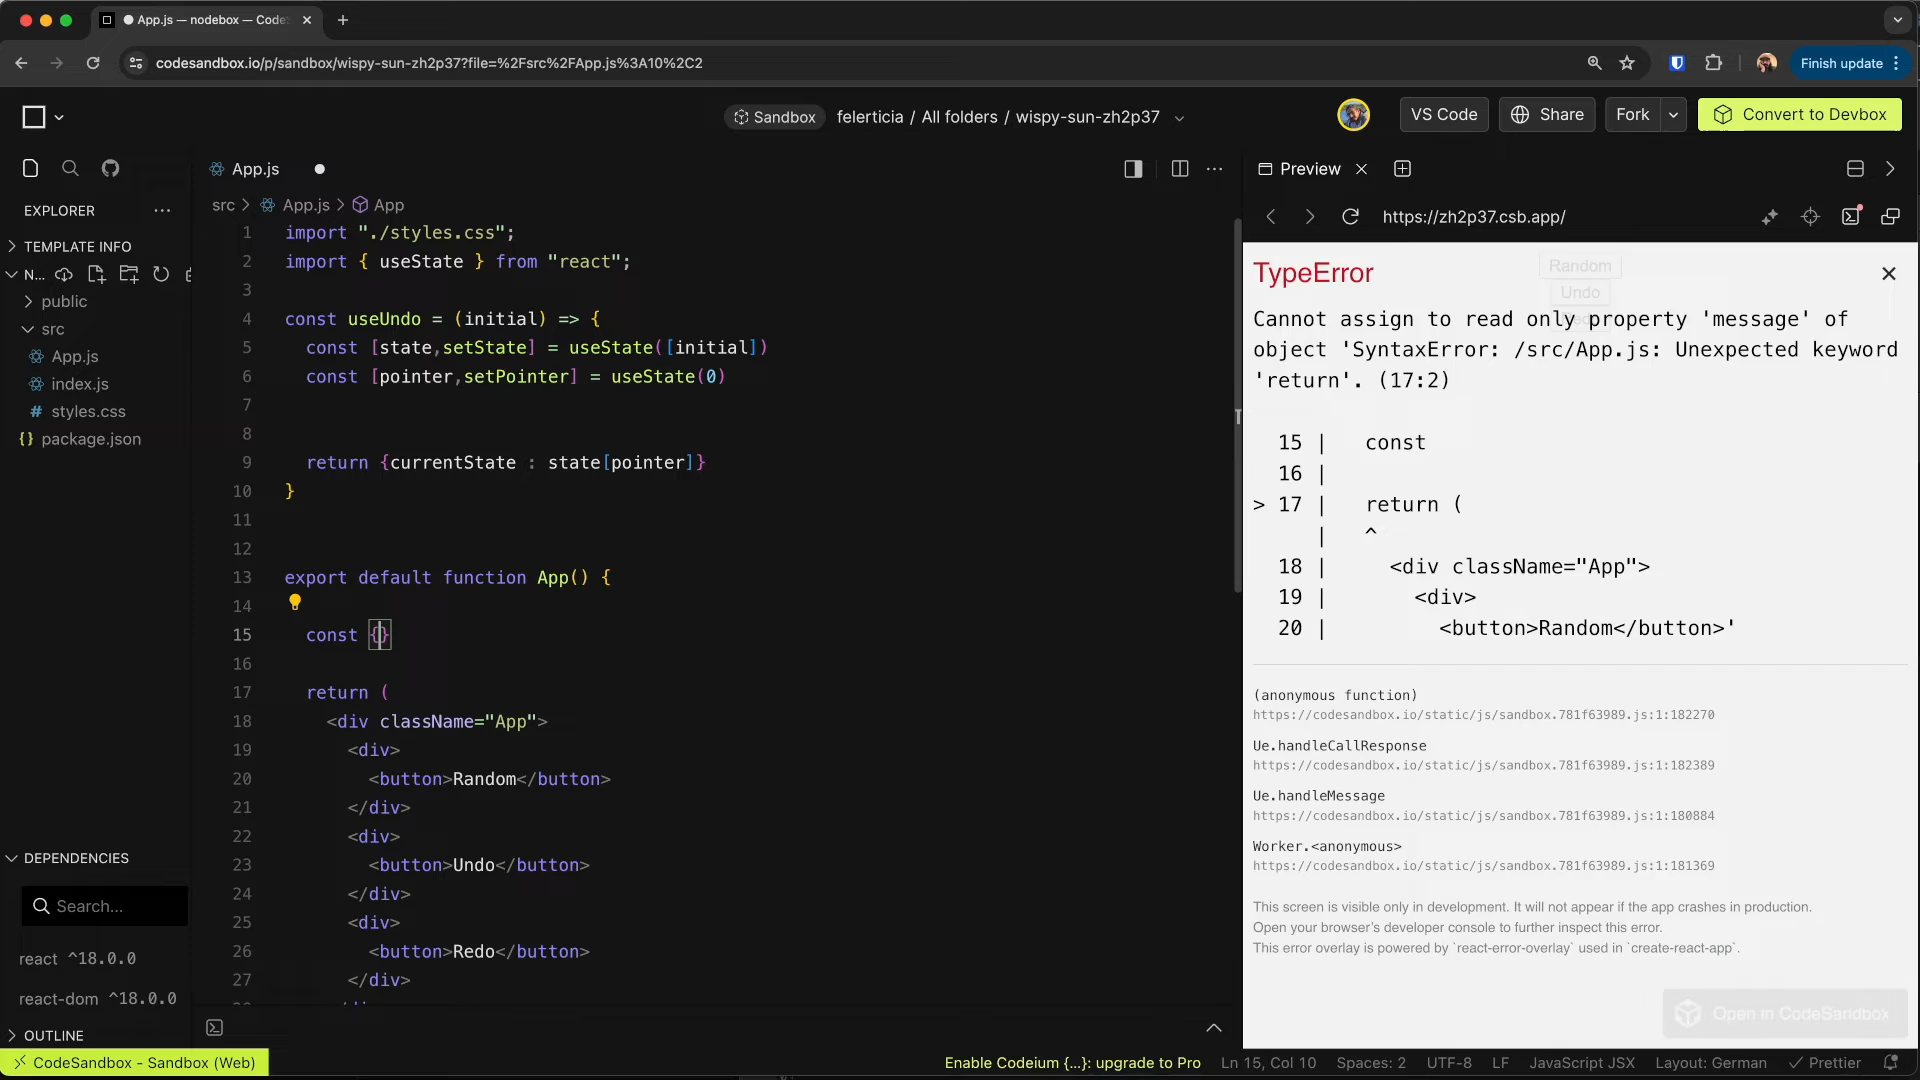 App.js — nodebox — Code
codesandbox.io/p/sandbox/wispy-sun-zh2p37?file=%2Fsrc%2FApp.js%3A10%2C2
Finish update
Sandbox felerticia / All folders / wispy-sun-zh2p37
VS Code Share Fork Convert to Devbox
App.js
Preview
EXPLORER
src > App.js > App
https://zh2p37.csb.app/
TEMPLATE INFO
N...
public
src
App.js
index.js
styles.css
package.json
DEPENDENCIES
Search...
react ^18.0.0
react-dom ^18.0.0
OUTLINE
1 import "./styles.css";
2 import { useState } from "react";
3
4 const useUndo = (initial) => {
5 const [state,setState] = useState([initial])
6 const [pointer,setPointer] = useState(0)
7
8
9 return {currentState : state[pointer]}
10 }
11
12
13 export default function App() {
14
15 const {}
16
17 return (
18 <div className="App">
19 <div>
20 <button>Random</button>
21 </div>
22 <div>
23 <button>Undo</button>
24 </div>
25 <div>
26 <button>Redo</button>
27 </div>
TypeError
Random
Undo
Cannot assign to read only property 'message' of
object 'SyntaxError: /src/App.js: Unexpected keyword
'return'. (17:2)
15 | const
16 |
> 17 | return (
| ^
18 | <div className="App">
19 | <div>
20 | <button>Random</button>'
(anonymous function)
https://codesandbox.io/static/js/sandbox.781f63989.js:1:182270
Ue.handleCallResponse
https://codesandbox.io/static/js/sandbox.781f63989.js:1:182389
Ue.handleMessage
https://codesandbox.io/static/js/sandbox.781f63989.js:1:180884
Worker.<anonymous>
https://codesandbox.io/static/js/sandbox.781f63989.js:1:181369
This screen is visible only in development. It will not appear if the app crashes in production.
Open your browser's developer console to further inspect this error.
This error overlay is powered by `react-error-overlay` used in `create-react-app`.
Open in CodeSandbox
CodeSandbox - Sandbox (Web)
Enable Codeium {...}: upgrade to Pro Ln 15, Col 10 Spaces: 2 UTF-8 LF JavaScript JSX Layout: German Prettier